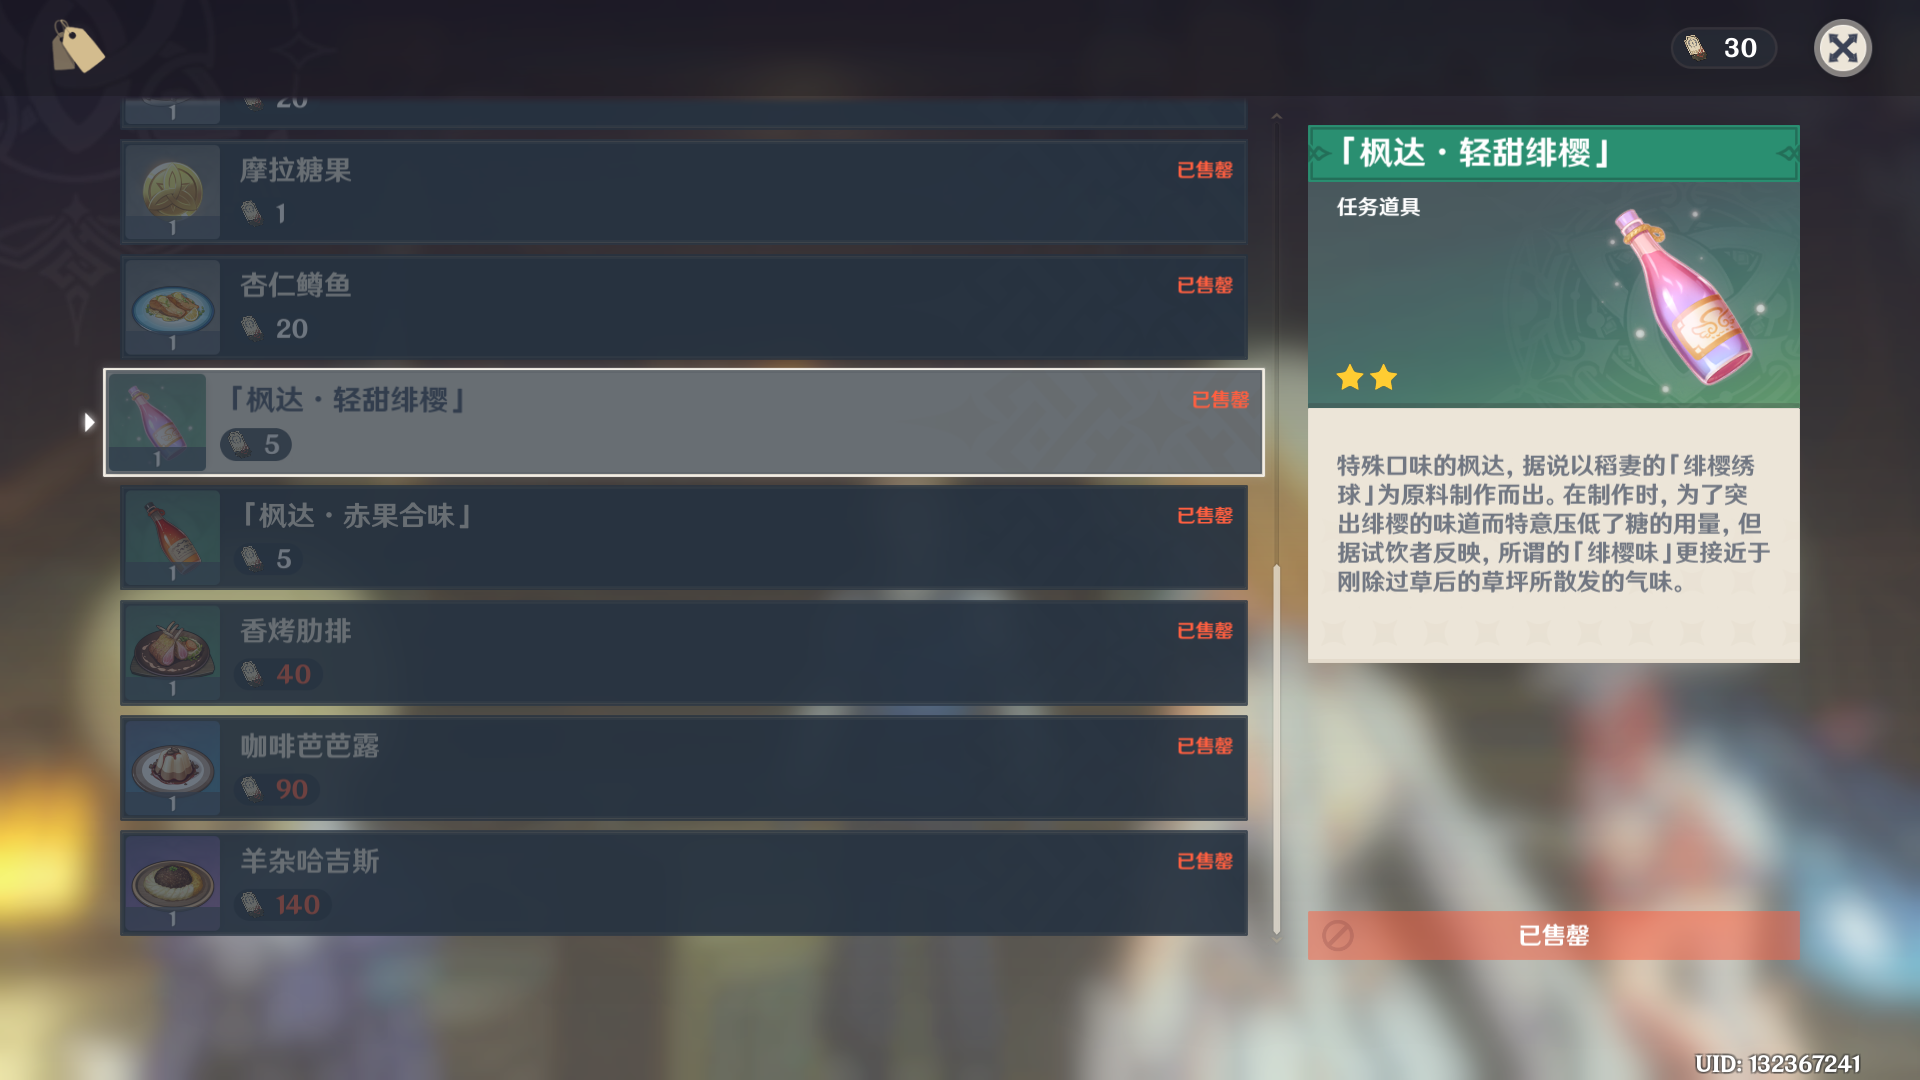 30
1
20
摩拉糖果
已售罄
1
1
杏仁鳟鱼
已售罄
20
1
「枫达·轻甜绯樱」
已售罄
5
1
「枫达·赤果合味」
已售罄
5
1
香烤肋排
已售罄
40
1
咖啡芭芭露
已售罄
90
1
羊杂哈吉斯
已售罄
140
1
「枫达·轻甜绯樱」
任务道具
特殊口味的枫达，据说以稻妻的「绯樱绣
球」为原料制作而出。在制作时，为了突
出绯樱的味道而特意压低了糖的用量，但
据试饮者反映，所谓的「绯樱味」更接近于
刚除过草后的草坪所散发的气味。
已售罄
UID: 132367241